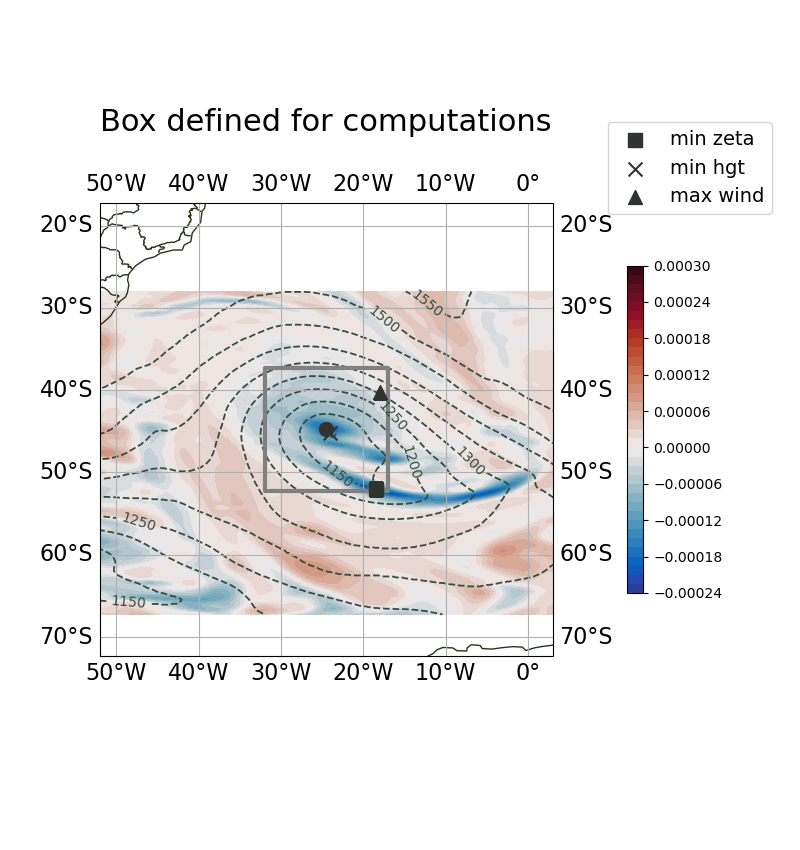 Box defined for computations
min zeta
min hgt
max wind
50°W 40°W 30°W 20°W 10°W 0°
20°S 20°S
30°S 30°S
40°S 40°S
50°S 50°S
60°S 60°S
70°S 70°S
50°W 40°W 30°W 20°W 10°W 0°
1550
1500
1250
1200
1300
1150
1250
1150
0.00030
0.00024
0.00018
0.00012
0.00006
0.00000
−0.00006
−0.00012
−0.00018
−0.00024